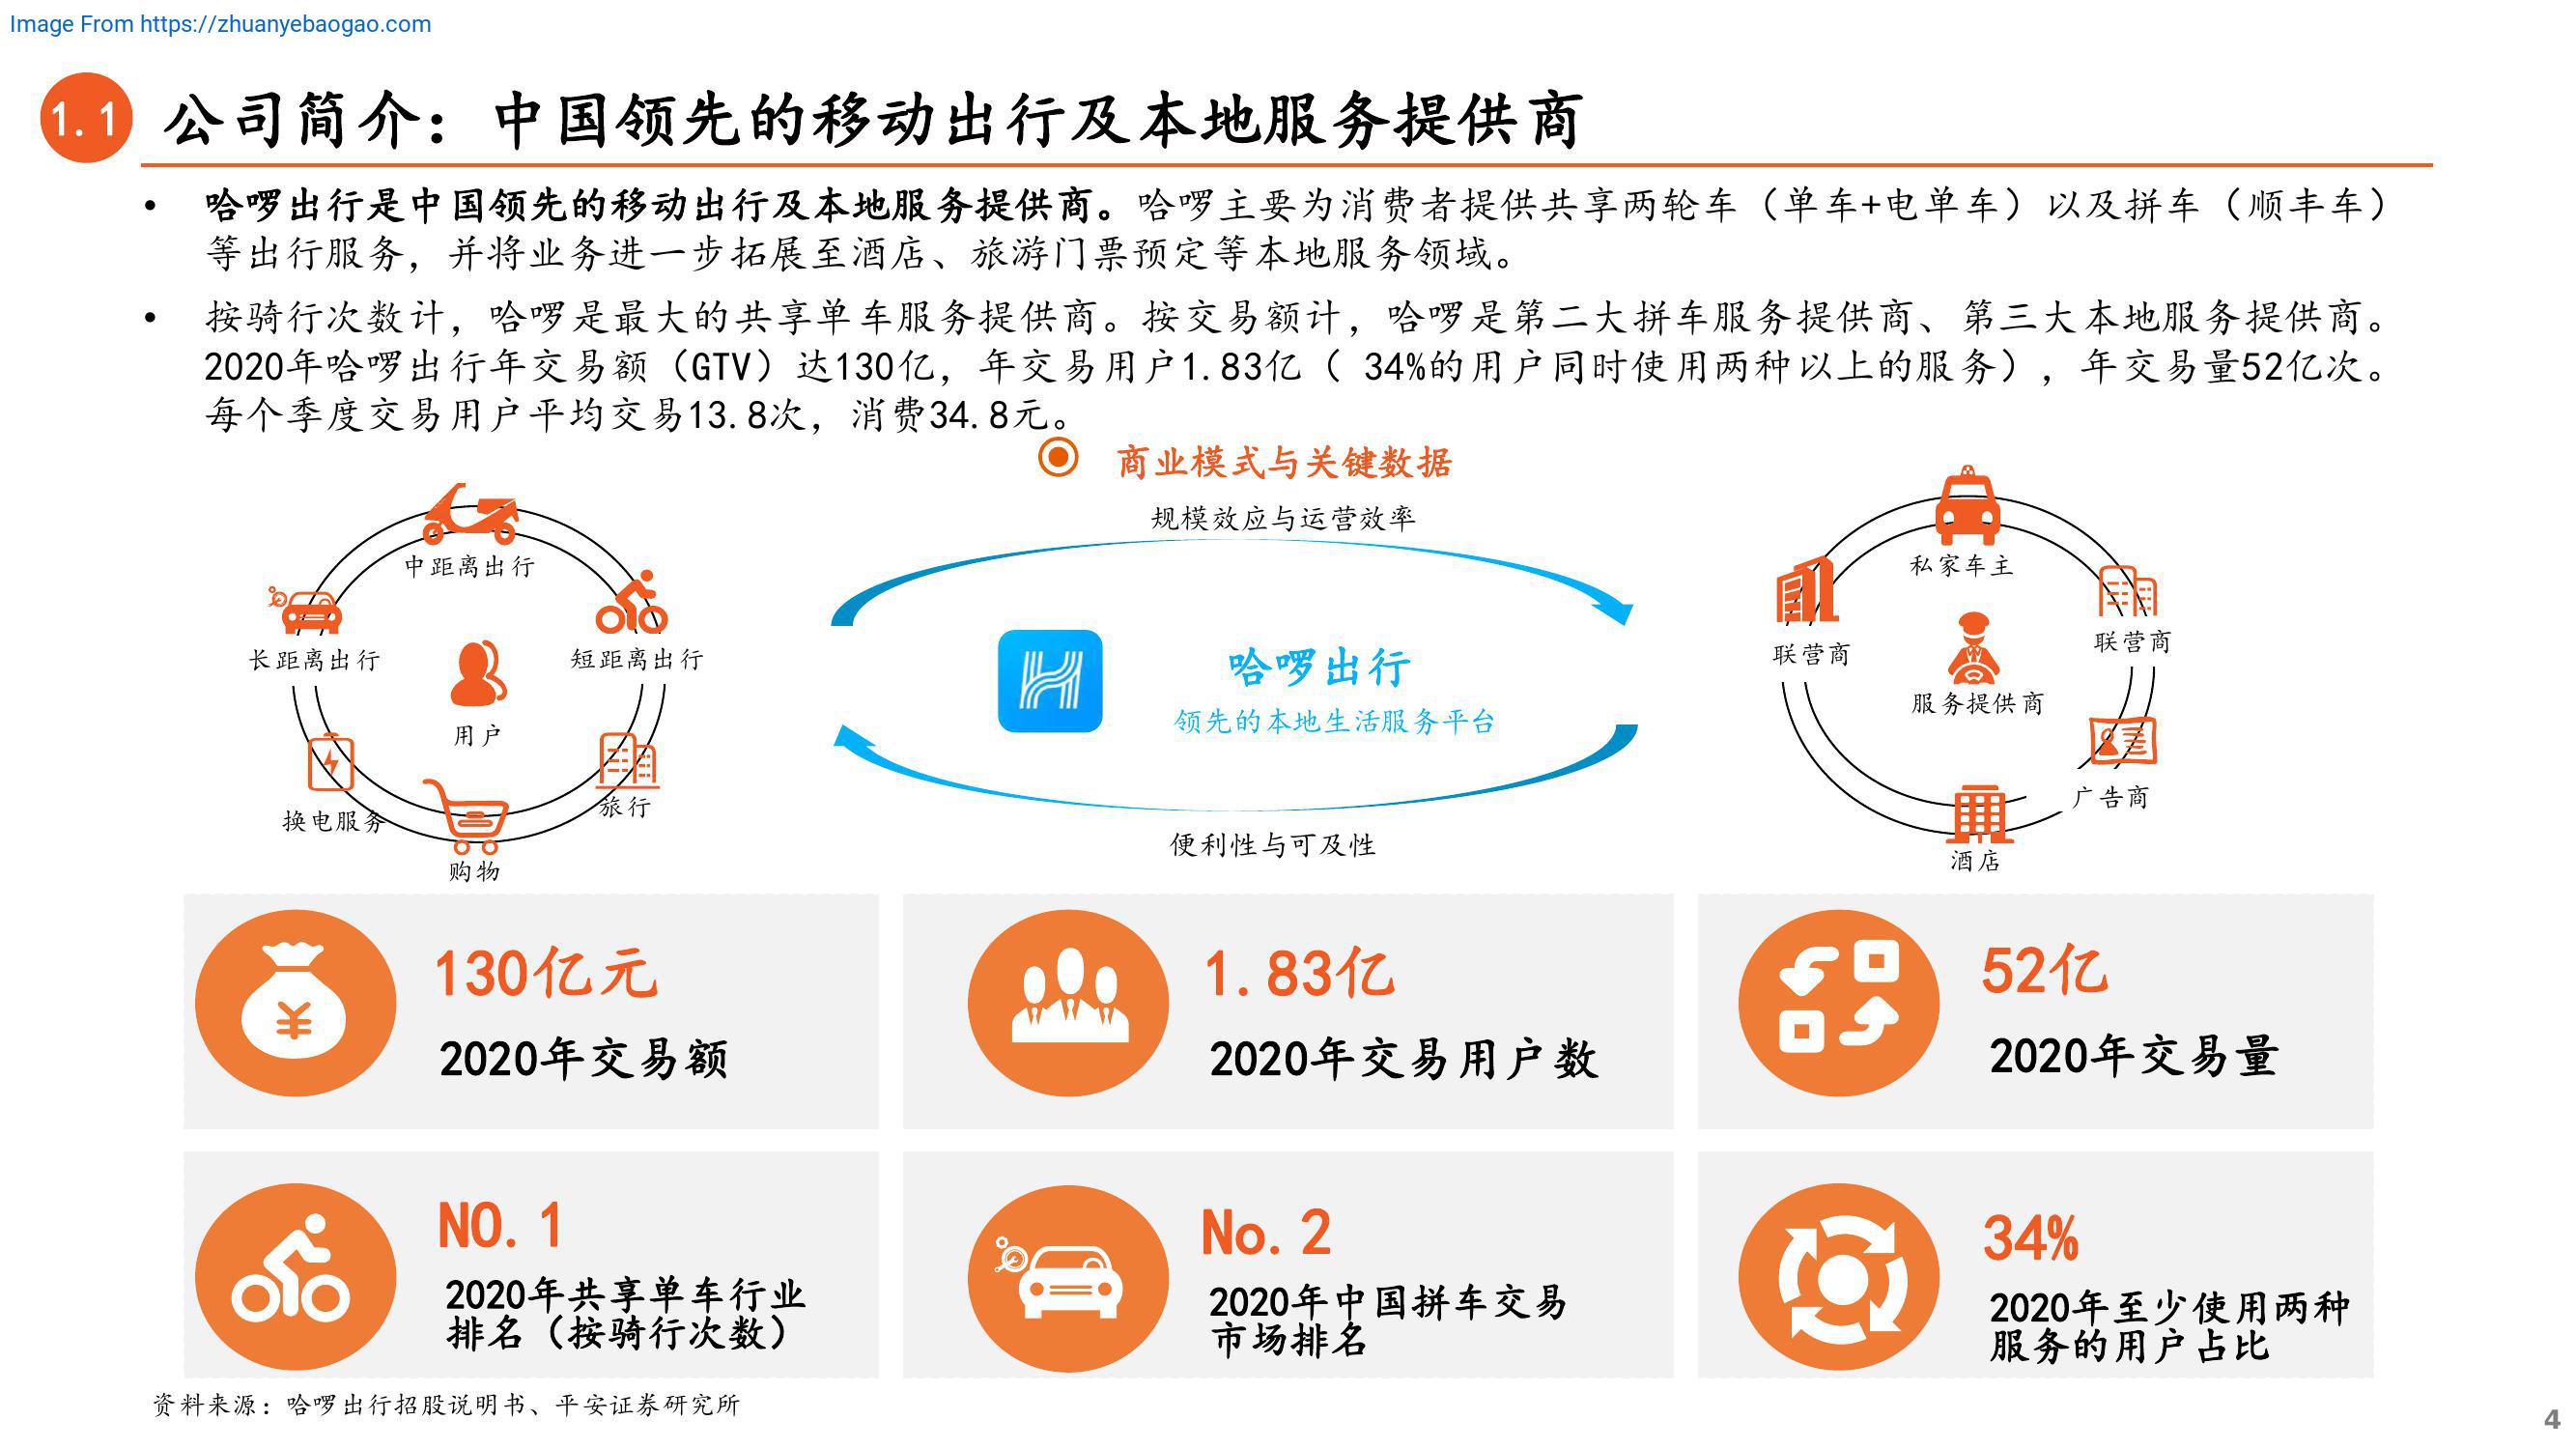 Image From https://zhuanyebaogao.com
1.1
公司简介：中国领先的移动出行及本地服务提供商
• 哈啰出行是中国领先的移动出行及本地服务提供商。哈啰主要为消费者提供共享两轮车（单车+电单车）以及拼车（顺丰车）
等出行服务，并将业务进一步拓展至酒店、旅游门票预定等本地服务领域。
• 按骑行次数计，哈啰是最大的共享单车服务提供商。按交易额计，哈啰是第二大拼车服务提供商、第三大本地服务提供商。
2020年哈啰出行年交易额（GTV）达130亿，年交易用户1.83亿（ 34%的用户同时使用两种以上的服务），年交易量52亿次。
每个季度交易用户平均交易13.8次，消费34.8元。
商业模式与关键数据
中距离出行
长距离出行
短距离出行
用户
换电服务
旅行
购物
规模效应与运营效率
哈啰出行
领先的本地生活服务平台
便利性与可及性
私家车主
联营商
联营商
服务提供商
广告商
酒店
130亿元
2020年交易额
1.83亿
2020年交易用户数
52亿
2020年交易量
NO.1
2020年共享单车行业
排名（按骑行次数）
No.2
2020年中国拼车交易
市场排名
34%
2020年至少使用两种
服务的用户占比
资料来源：哈啰出行招股说明书、平安证券研究所
4